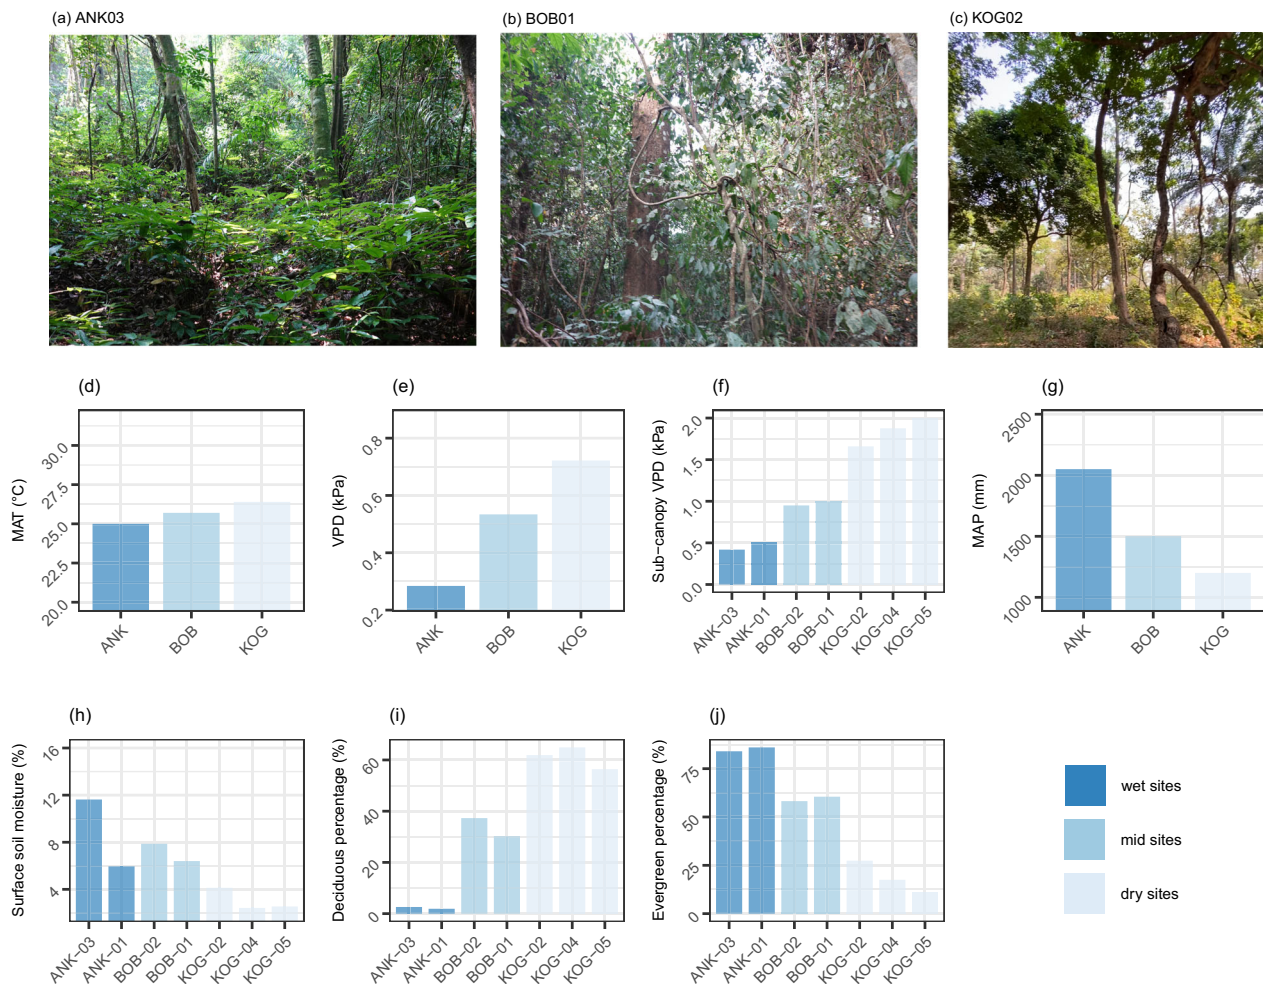 (a) ANK03
(b) BOB01
(c) KOG02
(d)
MAT (°C)
30.0
27.5
25.0
22.5
20.0
ANK
BOB
KOG
(e)
VPD (kPa)
0.8
0.6
0.4
0.2
ANK
BOB
KOG
(f)
Sub−canopy VPD (kPa)
2.0
1.5
1.0
0.5
0.0
ANK−03
ANK−01
BOB−02
BOB−01
KOG−02
KOG−04
KOG−05
(g)
MAP (mm)
2500
2000
1500
1000
ANK
BOB
KOG
(h)
Surface soil moisture (%)
16
12
8
4
ANK−03
ANK−01
BOB−02
BOB−01
KOG−02
KOG−04
KOG−05
(i)
Deciduous percentage (%)
60
40
20
0
ANK−03
ANK−01
BOB−02
BOB−01
KOG−02
KOG−04
KOG−05
(j)
Evergreen percentage (%)
75
50
25
0
ANK−03
ANK−01
BOB−02
BOB−01
KOG−02
KOG−04
KOG−05
wet sites
mid sites
dry sites